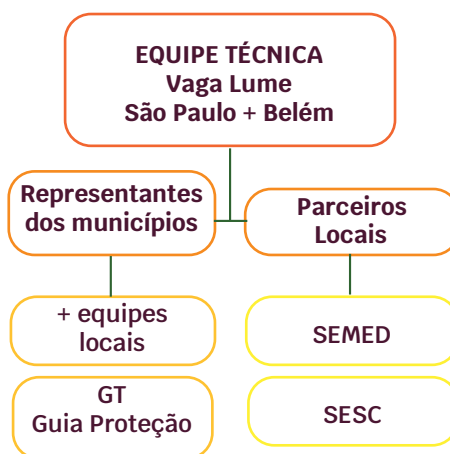 EQUIPE TÉCNICA
Vaga Lume
São Paulo + Belém
Representantes
dos municípios
Parceiros
Locais
+ equipes
locais
SEMED
GT
Guia Proteção
SESC